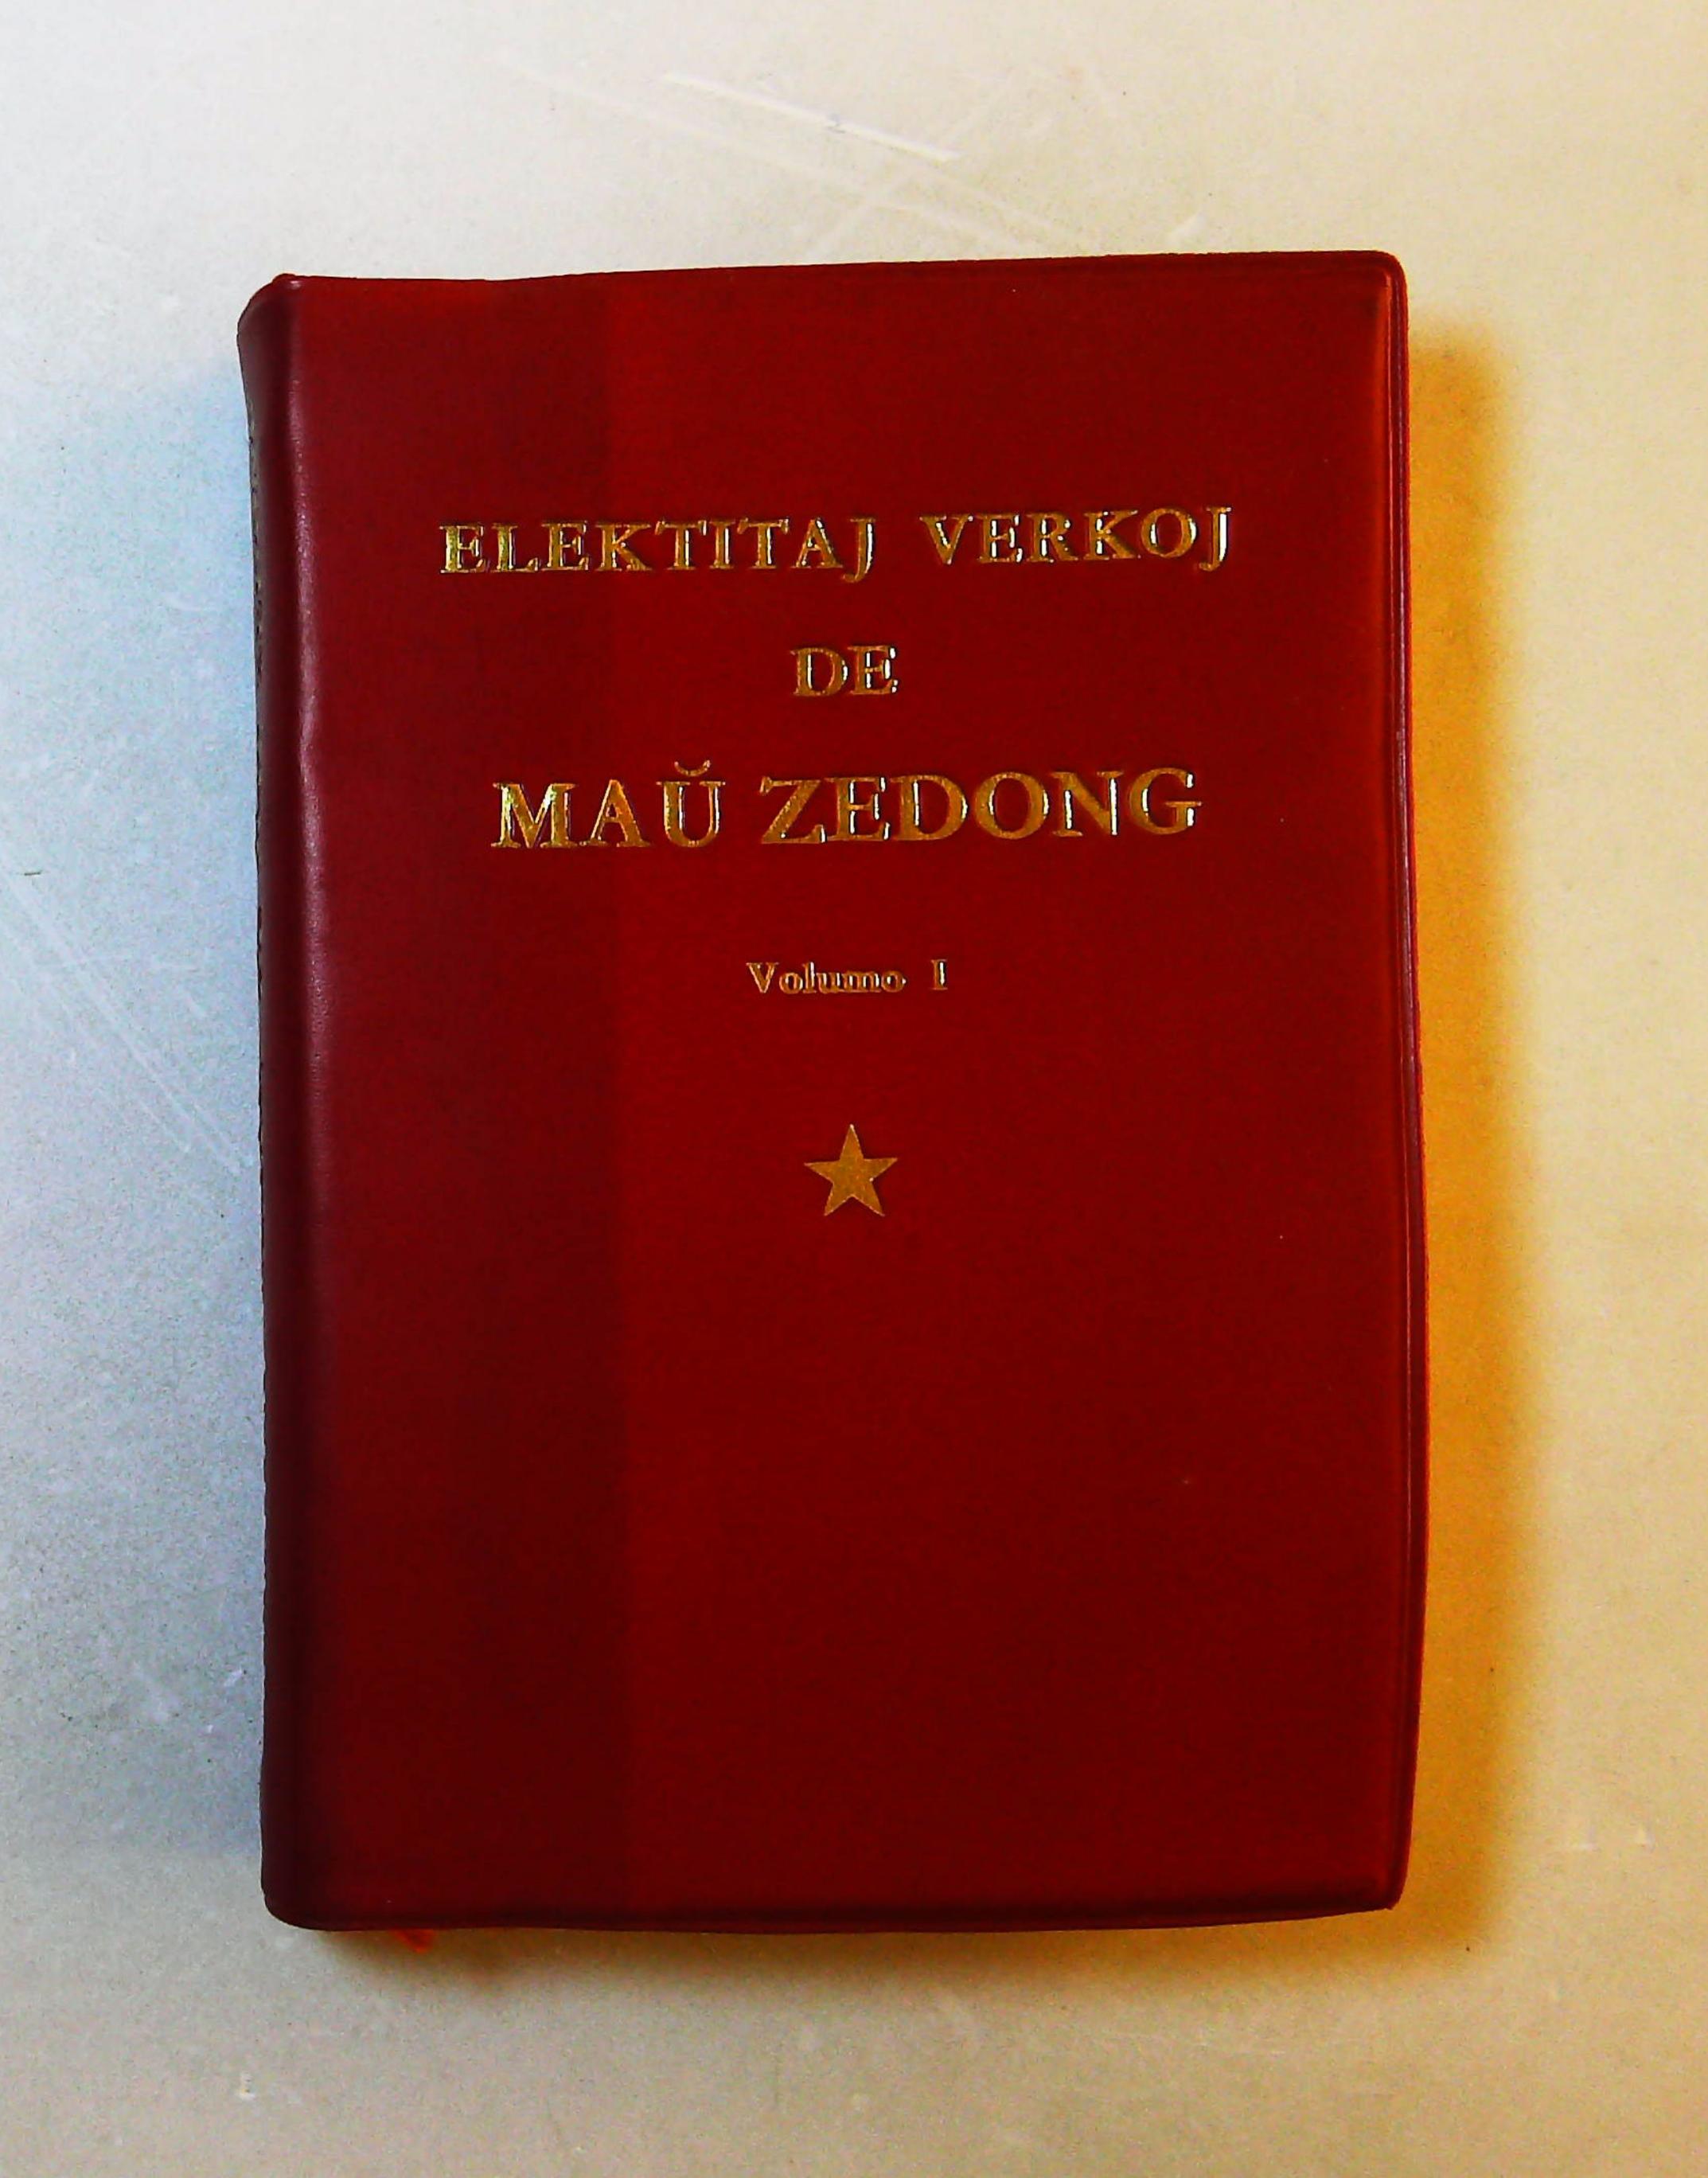 ELEKTITAJ VERKOJ
DE
MAŬ ZEDONG
Volumo I